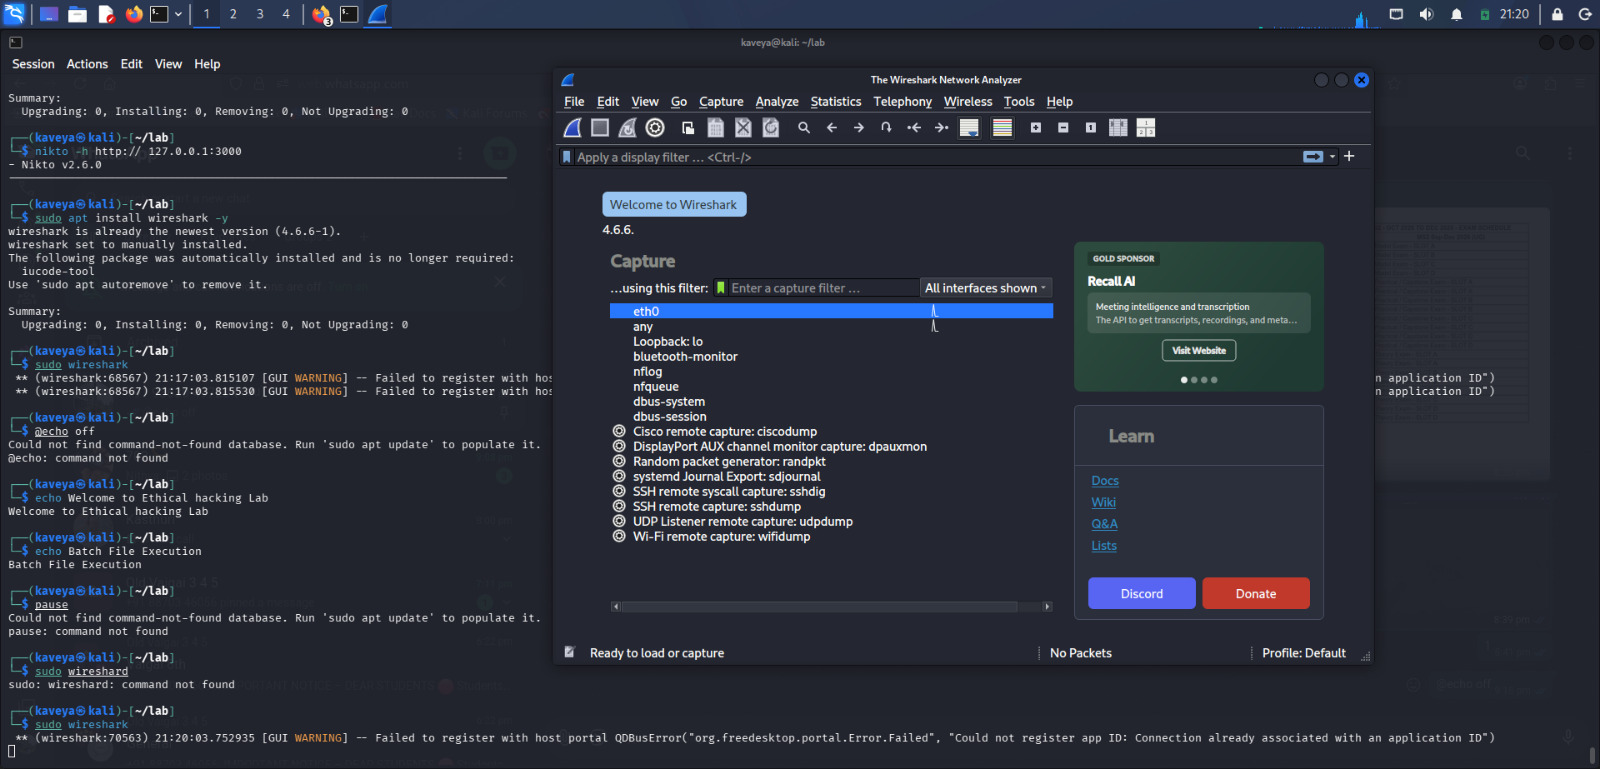 1 2 3 4
3
21:20
kaveya@kali: ~/lab
Session Actions Edit View Help
Summary:
Upgrading: 0, Installing: 0, Removing: 0, Not Upgrading: 0
┌──(kaveya㉿kali)-[~/lab]
└─$ nikto -h http:// 127.0.0.1:3000
- Nikto v2.6.0
┌──(kaveya㉿kali)-[~/lab]
└─$ sudo apt install wireshark -y
wireshark is already the newest version (4.6.6-1).
wireshark set to manually installed.
The following package was automatically installed and is no longer required:
iucode-tool
Use 'sudo apt autoremove' to remove it.
Summary:
Upgrading: 0, Installing: 0, Removing: 0, Not Upgrading: 0
┌──(kaveya㉿kali)-[~/lab]
└─$ sudo wireshark
** (wireshark:68567) 21:17:03.815107 [GUI WARNING] -- Failed to register with hos
n application ID")
** (wireshark:68567) 21:17:03.815530 [GUI WARNING] -- Failed to register with hos
n application ID")
┌──(kaveya㉿kali)-[~/lab]
└─$ @echo off
Could not find command-not-found database. Run 'sudo apt update' to populate it.
@echo: command not found
┌──(kaveya㉿kali)-[~/lab]
└─$ echo Welcome to Ethical hacking Lab
Welcome to Ethical hacking Lab
┌──(kaveya㉿kali)-[~/lab]
└─$ echo Batch File Execution
Batch File Execution
┌──(kaveya㉿kali)-[~/lab]
└─$ pause
Could not find command-not-found database. Run 'sudo apt update' to populate it.
pause: command not found
┌──(kaveya㉿kali)-[~/lab]
└─$ sudo wireshard
sudo: wireshard: command not found
┌──(kaveya㉿kali)-[~/lab]
└─$ sudo wireshark
** (wireshark:70563) 21:20:03.752935 [GUI WARNING] -- Failed to register with host portal QDBusError("org.freedesktop.portal.Error.Failed", "Could not register app ID: Connection already associated with an application ID")
The Wireshark Network Analyzer
File Edit View Go Capture Analyze Statistics Telephony Wireless Tools Help
Apply a display filter ... <Ctrl-/>
Welcome to Wireshark
4.6.6.
Capture
...using this filter: Enter a capture filter ... All interfaces shown
eth0
any
Loopback: lo
bluetooth-monitor
nflog
nfqueue
dbus-system
dbus-session
Cisco remote capture: ciscodump
DisplayPort AUX channel monitor capture: dpauxmon
Random packet generator: randpkt
systemd Journal Export: sdjournal
SSH remote syscall capture: sshdig
SSH remote capture: sshdump
UDP Listener remote capture: udpdump
Wi-Fi remote capture: wifidump
GOLD SPONSOR
Recall AI
Meeting intelligence and transcription
The API to get transcripts, recordings, and meta...
Visit Website
Learn
Docs
Wiki
Q&A
Lists
Discord Donate
Ready to load or capture
No Packets
Profile: Default
@echo off